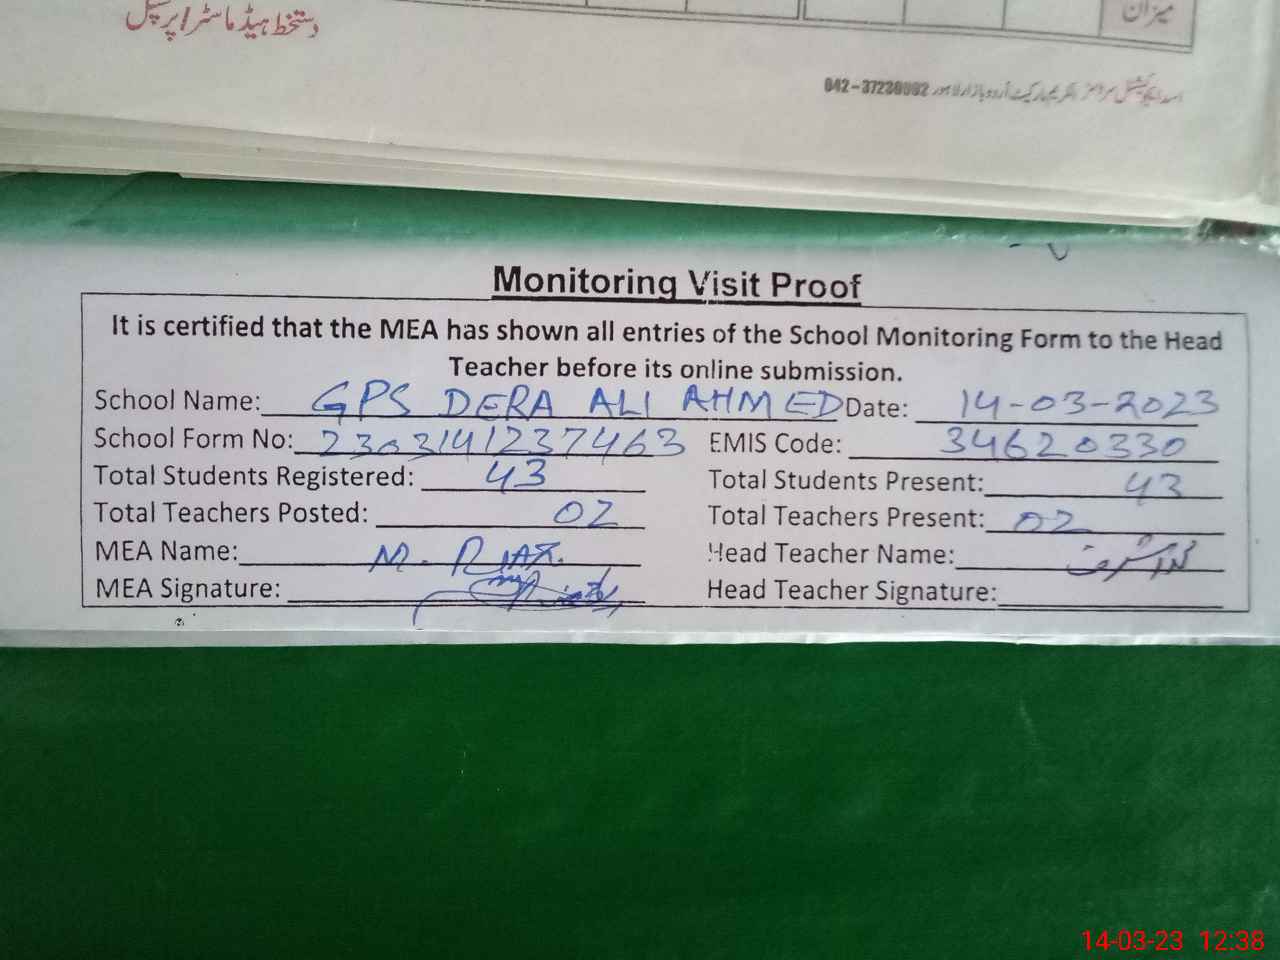 دستخط ہیڈ ماسٹر / پرنسپل
میزان
اردو بازار لاہور 042-37230002
Monitoring Visit Proof
It is certified that the MEA has shown all entries of the School Monitoring Form to the Head
Teacher before its online submission.
School Name: GPS DERA ALI AHMED Date: 14-03-2023
School Form No: 2303141237463 EMIS Code: 34620330
Total Students Registered: 43 Total Students Present: 43
Total Teachers Posted: 02 Total Teachers Present: 02
MEA Name: M. RIAZ. Head Teacher Name:
MEA Signature: Head Teacher Signature:
14-03-23 12:38